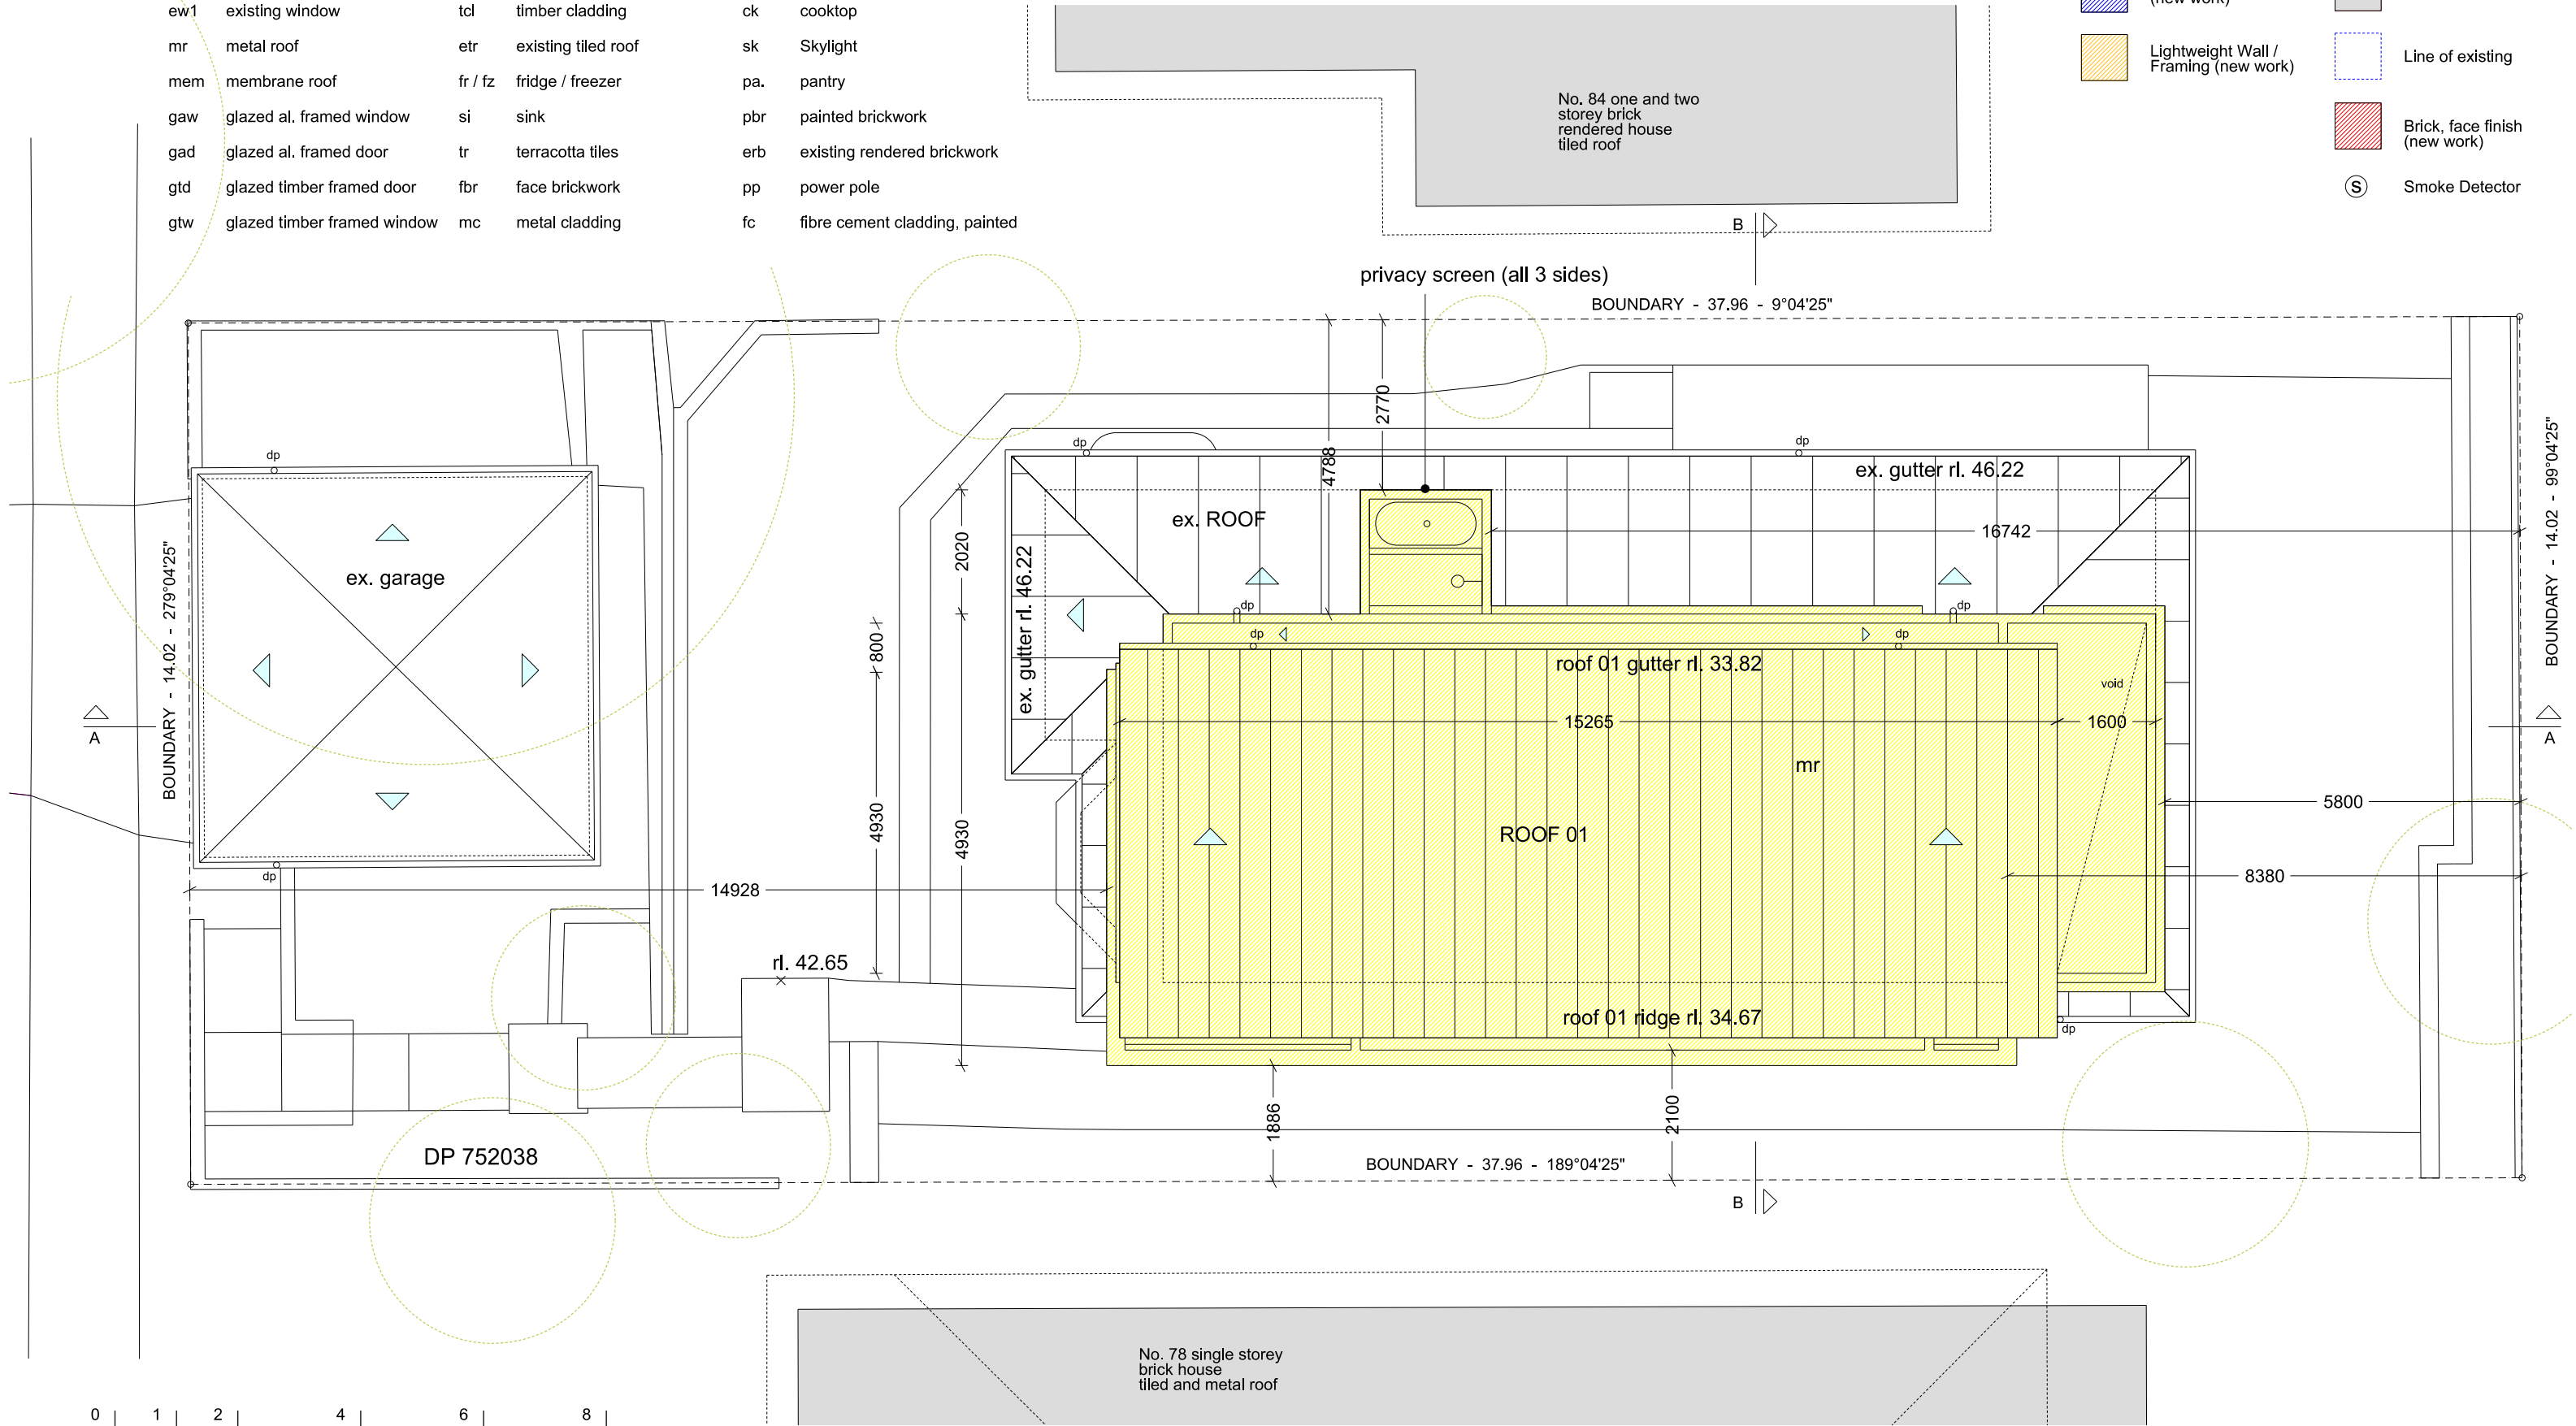 ew1 existing window tcl timber cladding ck cooktop
mr metal roof etr existing tiled roof sk Skylight
mem membrane roof fr / fz fridge / freezer pa. pantry
gaw glazed al. framed window si sink pbr painted brickwork
gad glazed al. framed door tr terracotta tiles erb existing rendered brickwork
gtd glazed timber framed door fbr face brickwork pp power pole
gtw glazed timber framed window mc metal cladding fc fibre cement cladding, painted
(new work)
Lightweight Wall /
Framing (new work)
Line of existing
Brick, face finish
(new work)
S Smoke Detector
No. 84 one and two
storey brick
rendered house
tiled roof
B
privacy screen (all 3 sides)
BOUNDARY - 37.96 - 9°04'25"
2770
4788
dp
dp
dp
ex. gutter rl. 46.22
ex. ROOF
16742
2020
ex. gutter rl. 46.22
ex. garage
BOUNDARY - 14.02 - 279°04'25"
BOUNDARY - 14.02 - 99°04'25"
dp
dp
dp
dp
800
roof 01 gutter rl. 33.82
void
15265
1600
A
A
mr
5800
4930
4930
ROOF 01
dp
14928
8380
rl. 42.65
roof 01 ridge rl. 34.67
dp
1886
2100
DP 752038
BOUNDARY - 37.96 - 189°04'25"
B
No. 78 single storey
brick house
tiled and metal roof
0 1 2 4 6 8